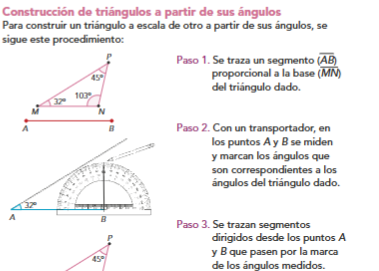 Construcción de triángulos a partir de sus ángulos
Para construir un triángulo a escala de otro a partir de sus ángulos, se
sigue este procedimiento:
P
45°
32°
103°
M
N
A
B
Paso 1. Se traza un segmento (AB)
proporcional a la base (MN)
del triángulo dado.
Paso 2. Con un transportador, en
los puntos A y B se miden
y marcan los ángulos que
son correspondientes a los
ángulos del triángulo dado.
32°
A
B
Paso 3. Se trazan segmentos
dirigidos desde los puntos A
y B que pasen por la marca
de los ángulos medidos.
P
45°